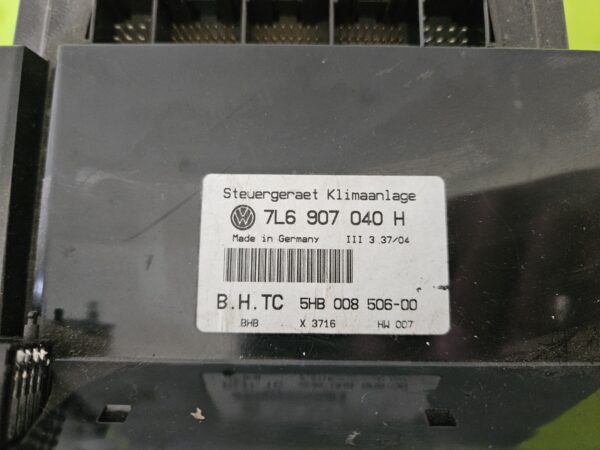 Steuergeraet Klimaanlage
7L6 907 040 H
Made in Germany III 3 37/04
B.H.TC 5HB 008 506-00
BHB X 3716 HW 007